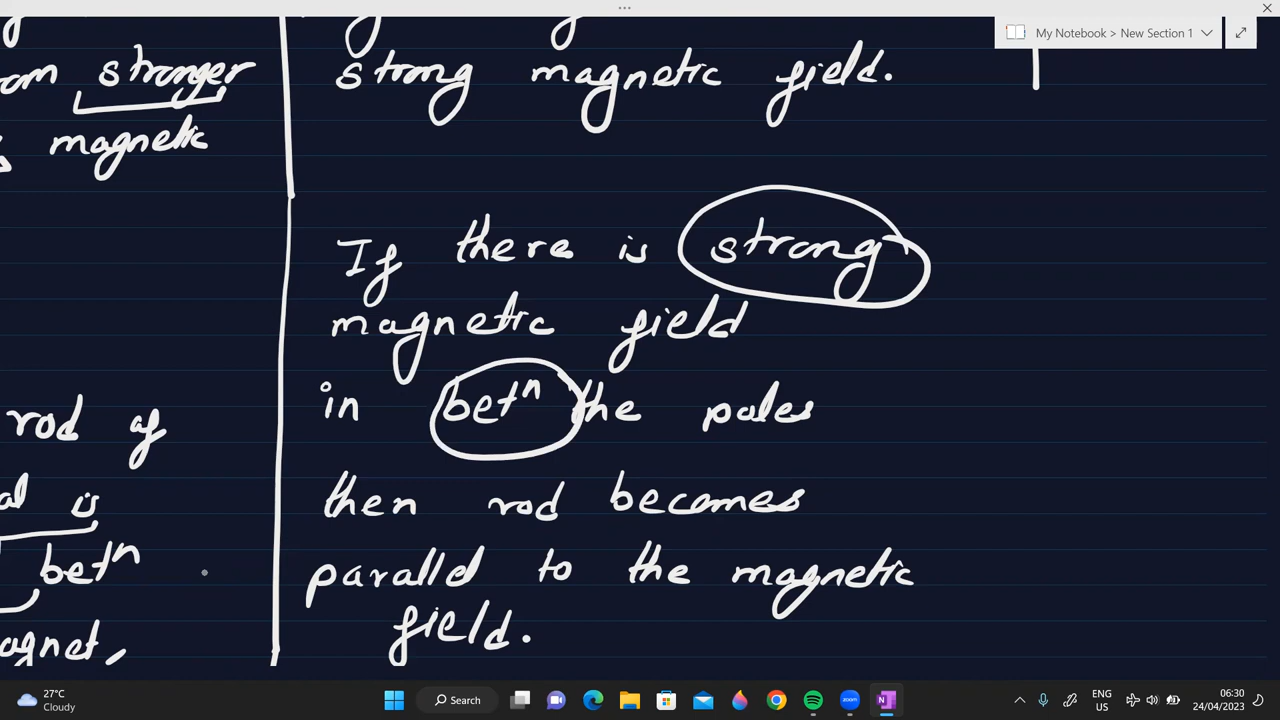 My Notebook > New Section 1
stronger
magnetic
rod of
is
betⁿ
strong magnetic field.
If there is strong
magnetic field
in betⁿ the poles
then rod becomes
parallel to the magnetic
field.
27°C
Cloudy
Search
zoom
ENG
US
06:30
24/04/2023